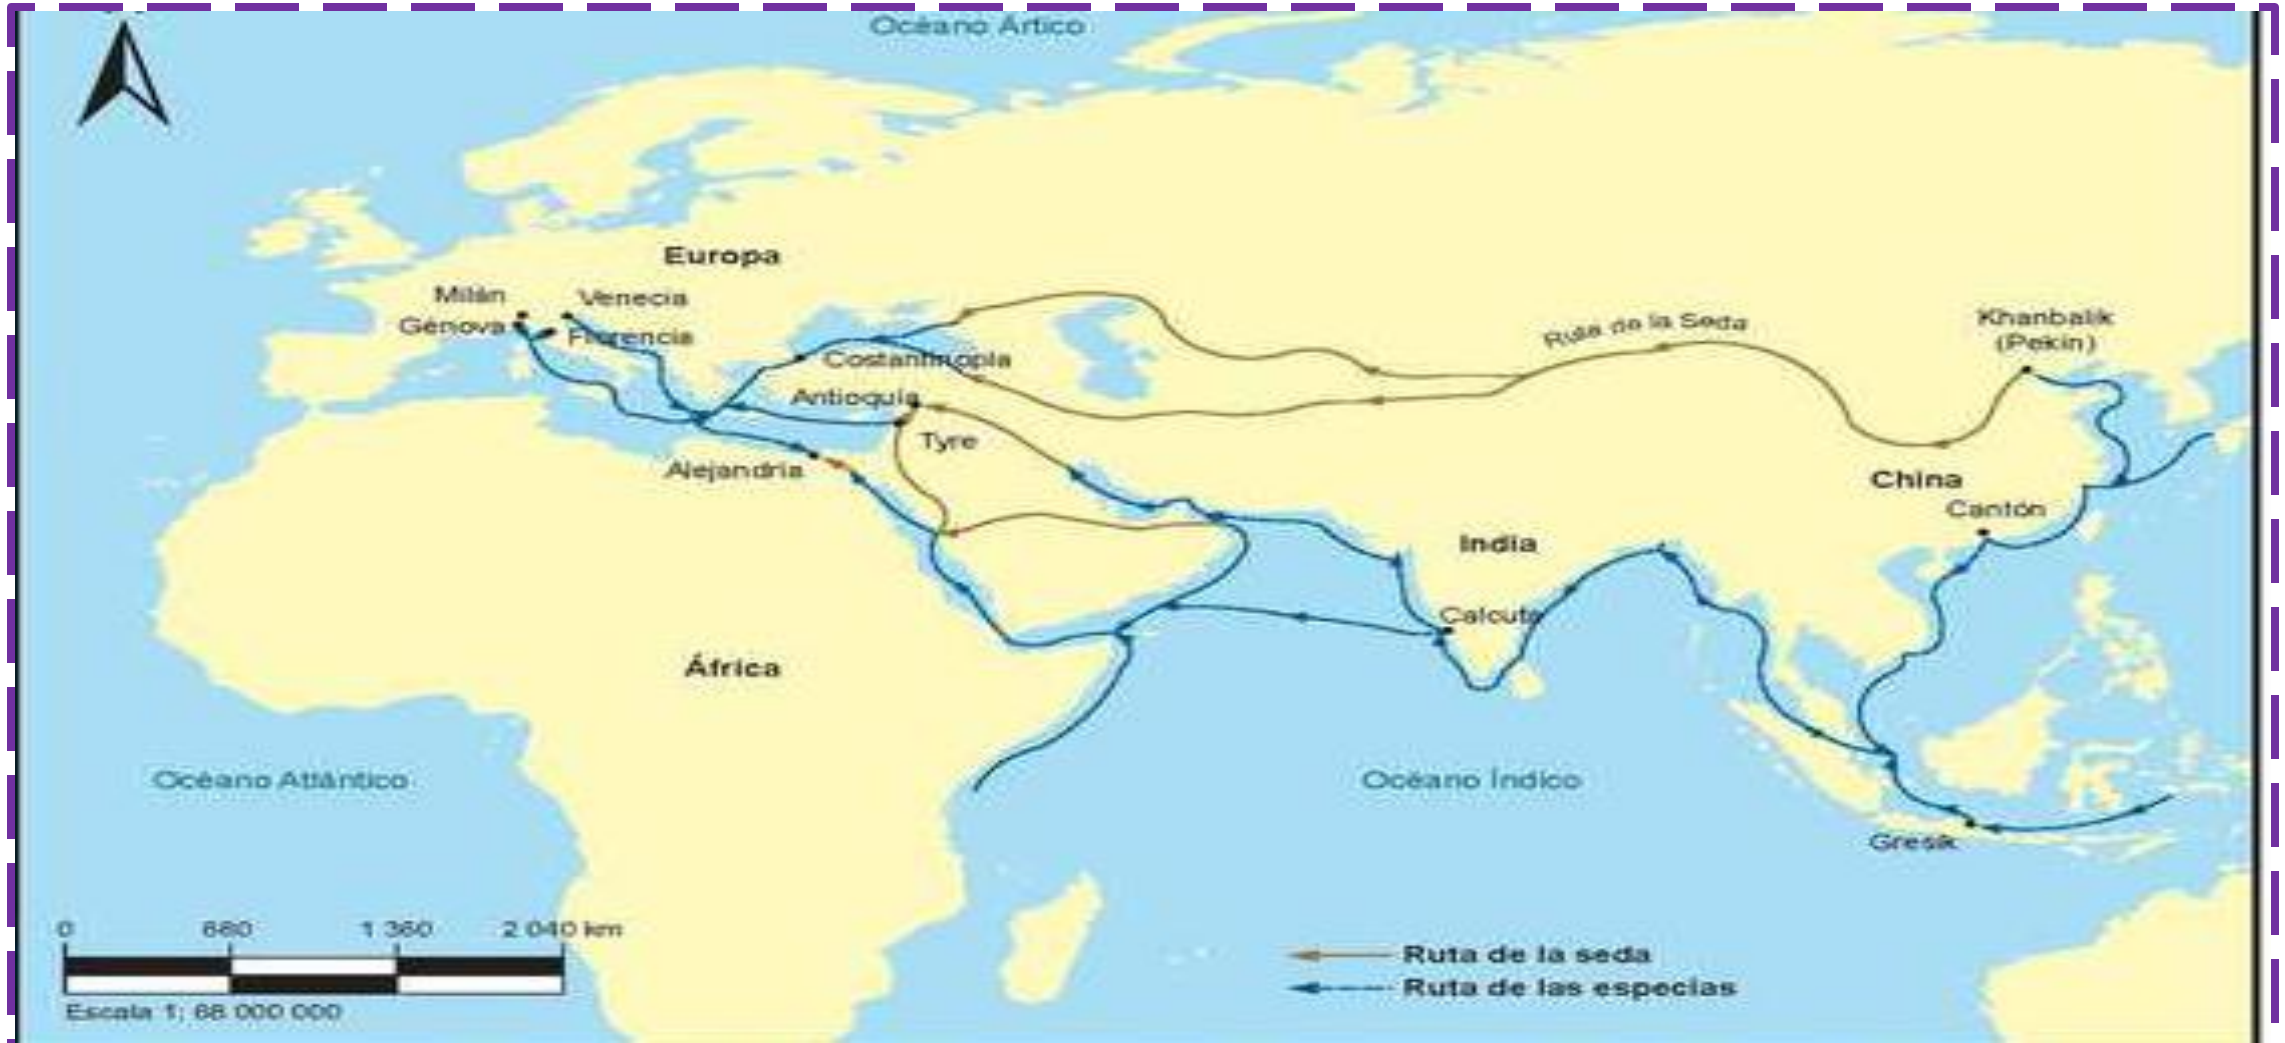 Océano Ártico
Europa
Milán
Venecia
Génova
Florencia
Costantinopla
Antioquía
Tyre
Alejandría
Ruta de la Seda
Khanbalik
(Pekín)
China
Cantón
India
Calcuta
África
Océano Atlántico
Océano Índico
Gresik
0 680 1 360 2 040 km
Escala 1; 68 000 000
Ruta de la seda
Ruta de las especias